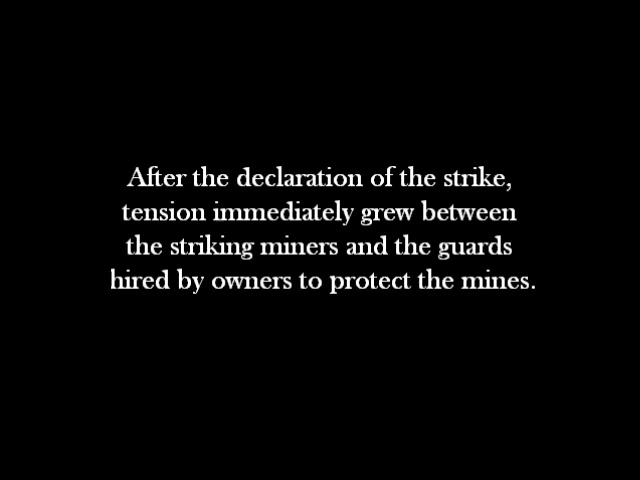 After the declaration of the strike,
tension immediately grew between
the striking miners and the guards
hired by owners to protect the mines.